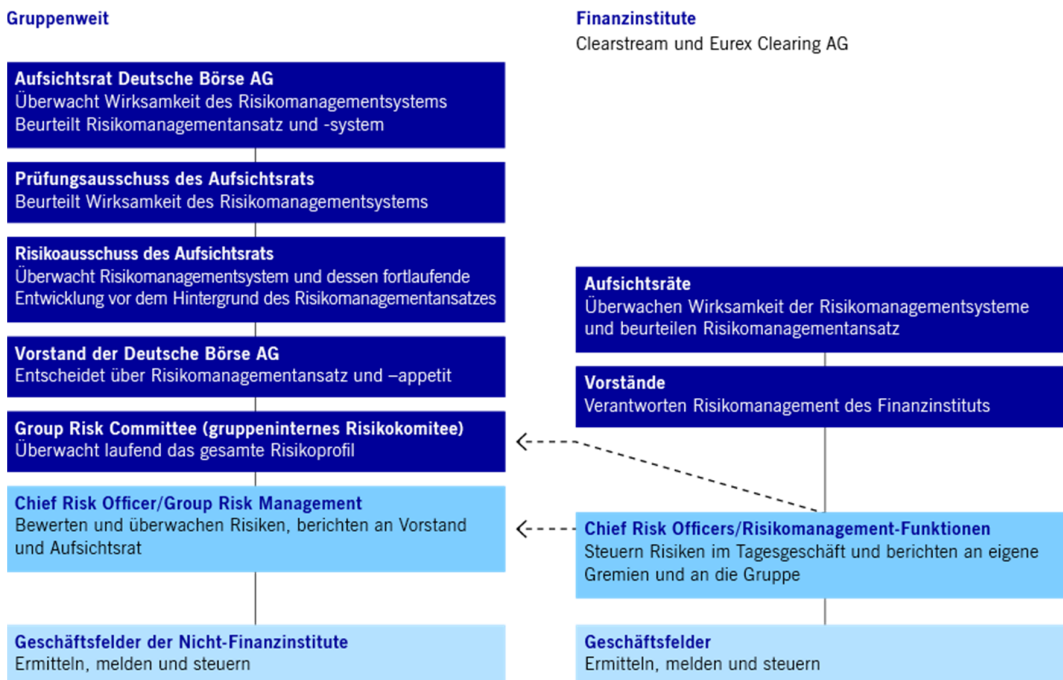 Gruppenweit
Aufsichtsrat Deutsche Börse AG
Überwacht Wirksamkeit des Risikomanagementsystems
Beurteilt Risikomanagementansatz und -system
Prüfungsausschuss des Aufsichtsrats
Beurteilt Wirksamkeit des Risikomanagementsystems
Risikoausschuss des Aufsichtsrats
Überwacht Risikomanagementsystem und dessen fortlaufende
Entwicklung vor dem Hintergrund des Risikomanagementansatzes
Vorstand der Deutsche Börse AG
Entscheidet über Risikomanagementansatz und –appetit
Group Risk Committee (gruppeninternes Risikokomitee)
Überwacht laufend das gesamte Risikoprofil
Chief Risk Officer/Group Risk Management
Bewerten und überwachen Risiken, berichten an Vorstand
und Aufsichtsrat
Geschäftsfelder der Nicht-Finanzinstitute
Ermitteln, melden und steuern
Finanzinstitute
Clearstream und Eurex Clearing AG
Aufsichtsräte
Überwachen Wirksamkeit der Risikomanagementsysteme
und beurteilen Risikomanagementansatz
Vorstände
Verantworten Risikomanagement des Finanzinstituts
Chief Risk Officers/Risikomanagement-Funktionen
Steuern Risiken im Tagesgeschäft und berichten an eigene
Gremien und an die Gruppe
Geschäftsfelder
Ermitteln, melden und steuern